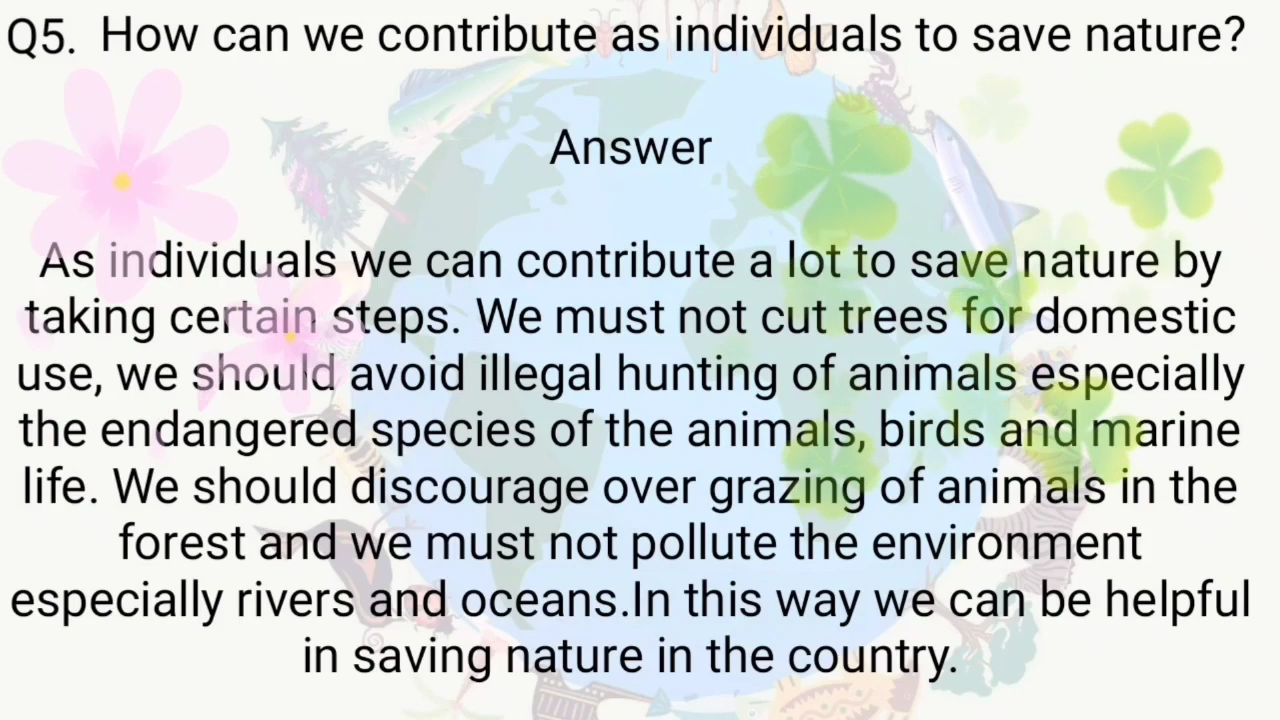 Q5. How can we contribute as individuals to save nature?
Answer
As individuals we can contribute a lot to save nature by
taking certain steps. We must not cut trees for domestic
use, we should avoid illegal hunting of animals especially
the endangered species of the animals, birds and marine
life. We should discourage over grazing of animals in the
forest and we must not pollute the environment
especially rivers and oceans.In this way we can be helpful
in saving nature in the country.